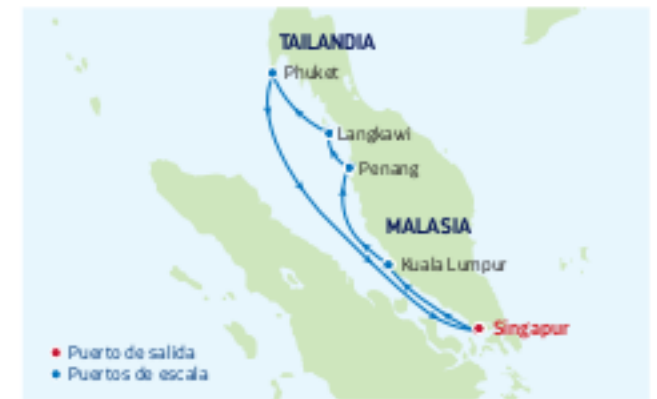 TAILANDIA
Phuket
Langkawi
Penang
MALASIA
Kuala Lumpur
Singapur
Puerto de salida
Puertos de escala